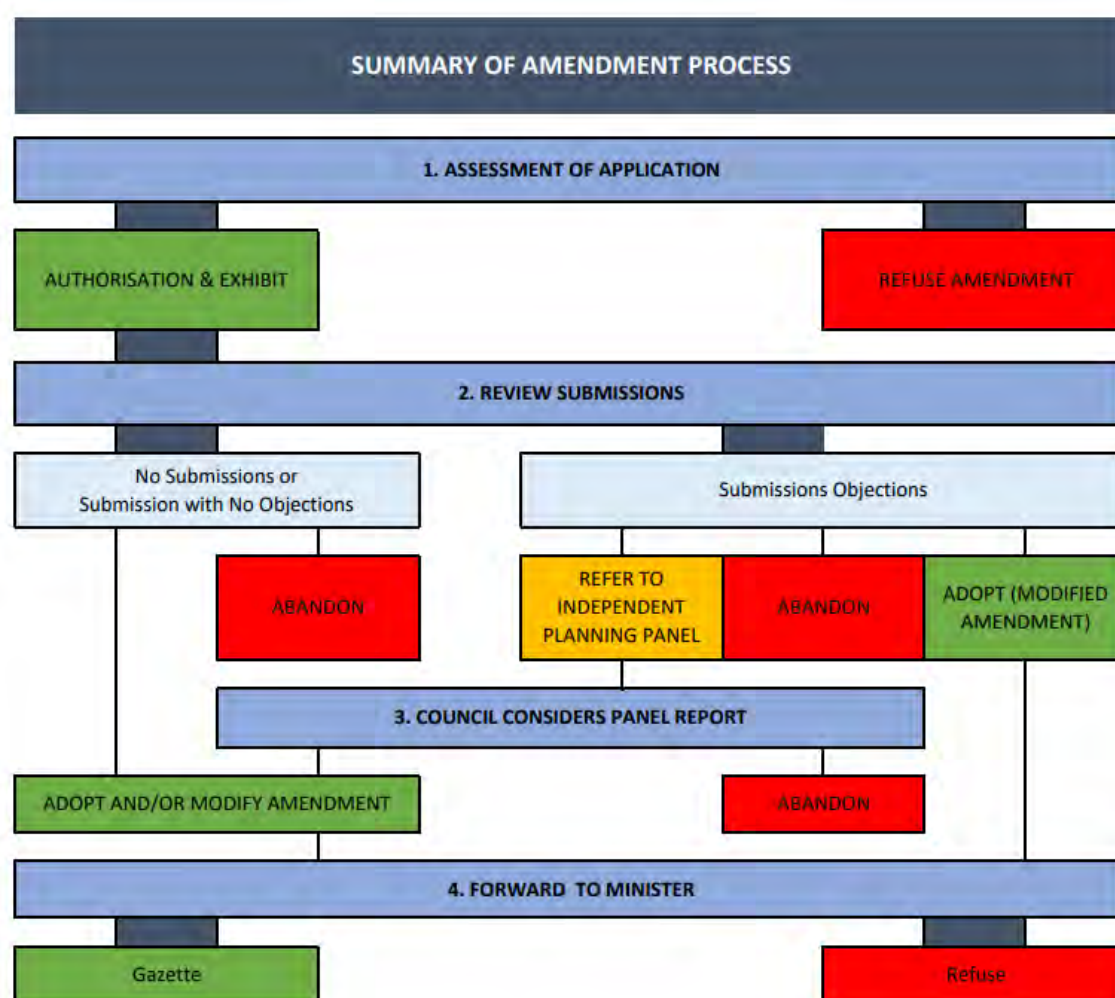 SUMMARY OF AMENDMENT PROCESS
1. ASSESSMENT OF APPLICATION
AUTHORISATION & EXHIBIT
REFUSE AMENDMENT
2. REVIEW SUBMISSIONS
No Submissions or
Submission with No Objections
Submissions Objections
ABANDON
REFER TO
INDEPENDENT
PLANNING PANEL
ABANDON
ADOPT (MODIFIED
AMENDMENT)
3. COUNCIL CONSIDERS PANEL REPORT
ADOPT AND/OR MODIFY AMENDMENT
ABANDON
4. FORWARD TO MINISTER
Gazette
Refuse